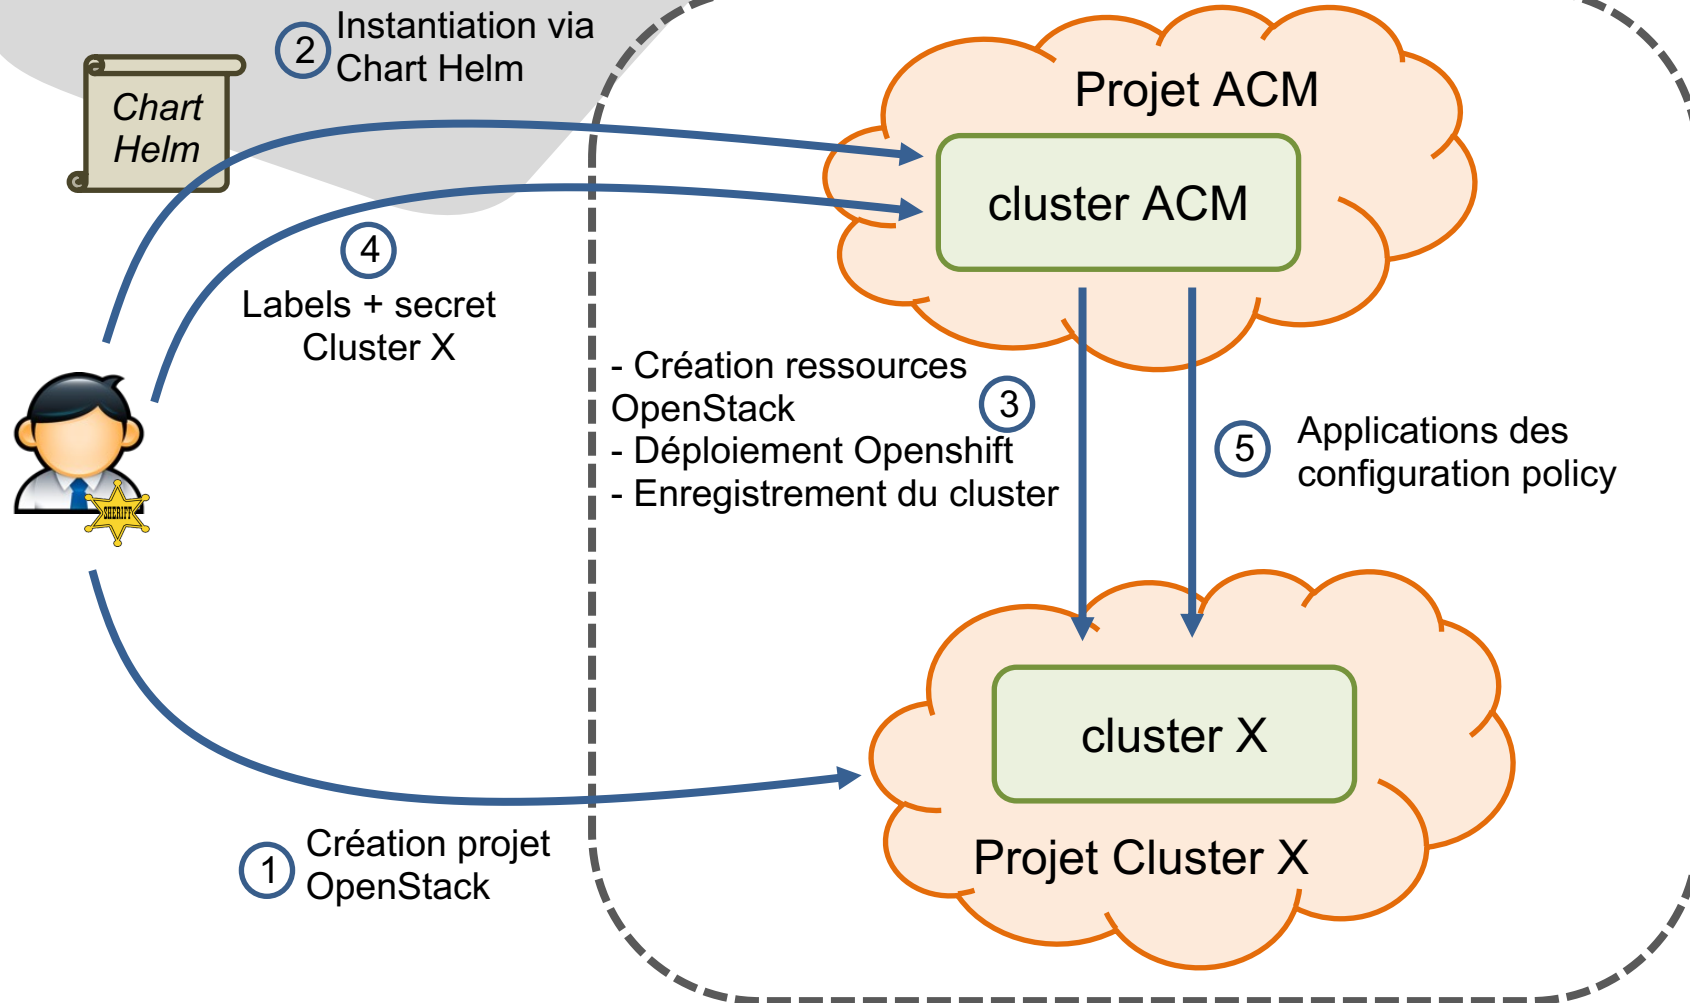 2
Instantiation via
Chart Helm
Chart
Helm
Projet ACM
cluster ACM
4
Labels + secret
Cluster X
- Création ressources
OpenStack
- Déploiement Openshift
- Enregistrement du cluster
3
5
Applications des
configuration policy
SHERIFF
cluster X
Projet Cluster X
1
Création projet
OpenStack